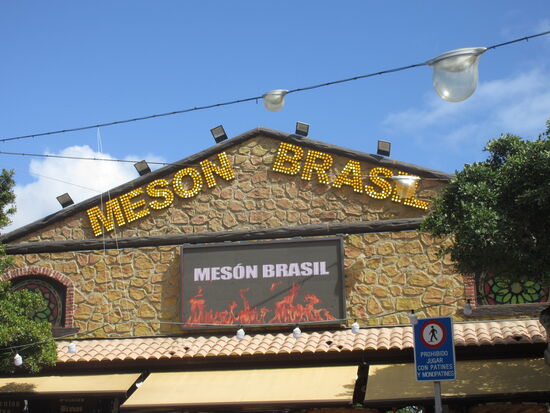 MESON BRASIL
MESÓN BRASIL
PROHIBIDO
JUGAR
CON PATINES
Y MONOPATINES